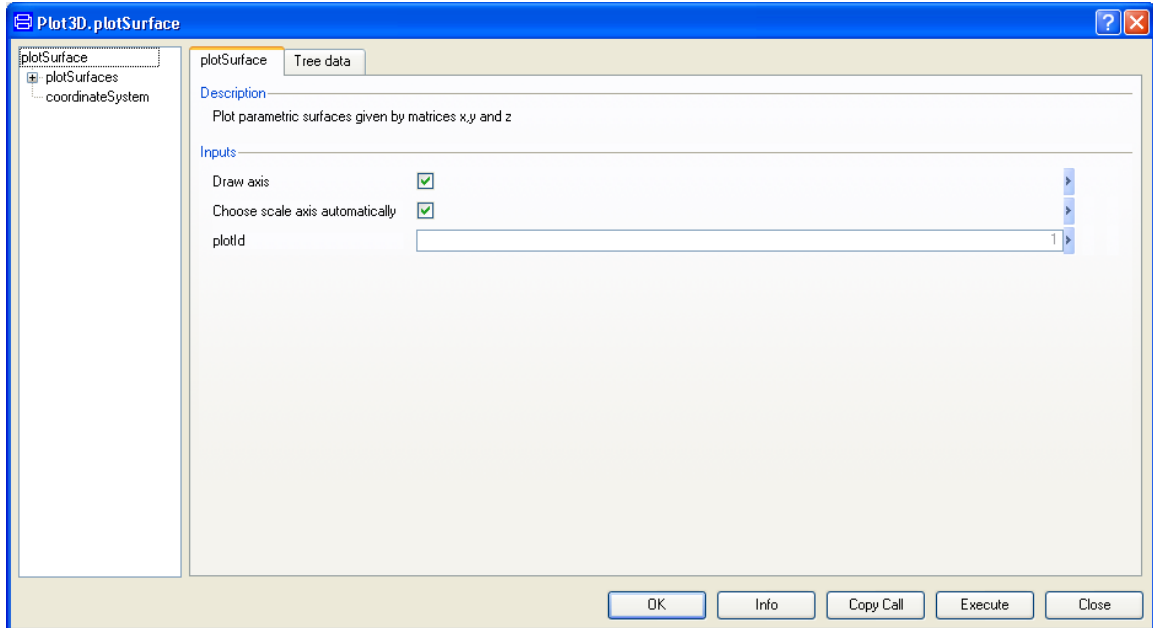 Plot3D.plotSurface
plotSurface
plotSurfaces
coordinateSystem
plotSurface Tree data
Description
Plot parametric surfaces given by matrices x,y and z
Inputs
Draw axis
Choose scale axis automatically
plotId 1
OK Info Copy Call Execute Close